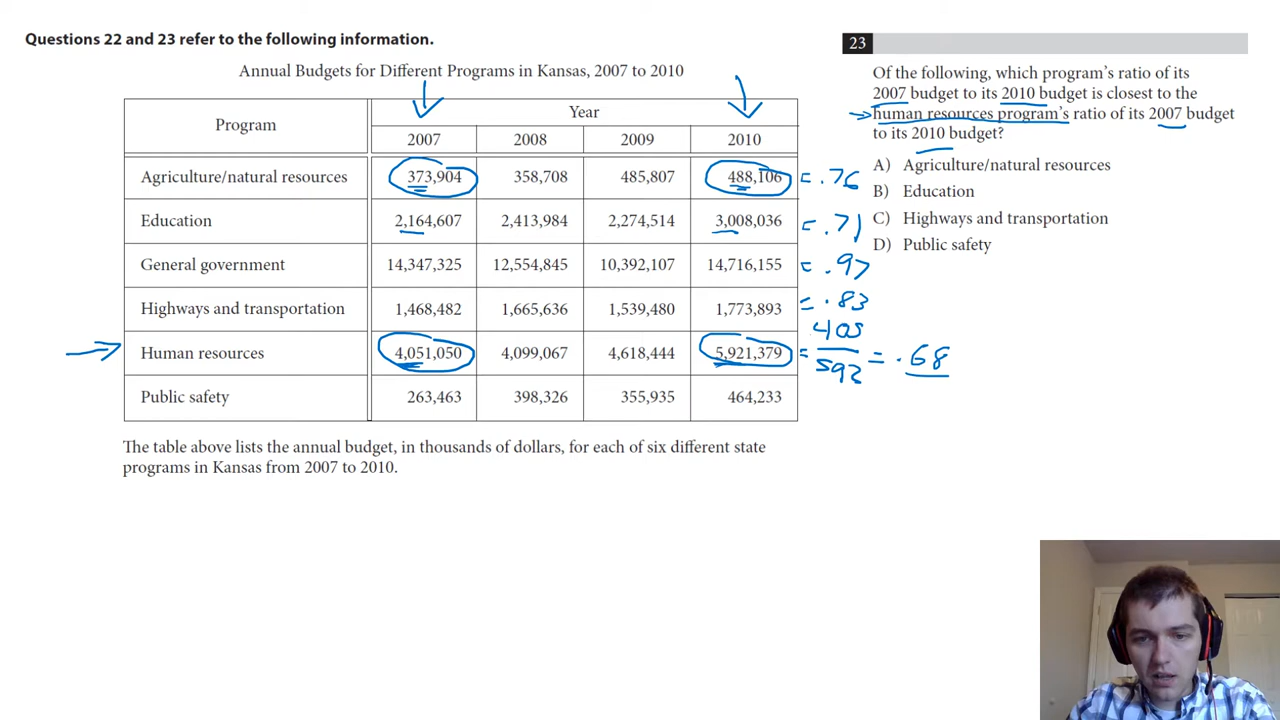 Questions 22 and 23 refer to the following information.
Annual Budgets for Different Programs in Kansas, 2007 to 2010
Program
Year
2007 2008 2009 2010
Agriculture/natural resources 373,904 358,708 485,807 488,106 = .76
Education 2,164,607 2,413,984 2,274,514 3,008,036 = .71
General government 14,347,325 12,554,845 10,392,107 14,716,155 = .97
Highways and transportation 1,468,482 1,665,636 1,539,480 1,773,893 = .83
Human resources 4,051,050 4,099,067 4,618,444 5,921,379 = 405/592 = .68
Public safety 263,463 398,326 355,935 464,233
The table above lists the annual budget, in thousands of dollars, for each of six different state
programs in Kansas from 2007 to 2010.
23
Of the following, which program's ratio of its
2007 budget to its 2010 budget is closest to the
human resources program's ratio of its 2007 budget
to its 2010 budget?
A) Agriculture/natural resources
B) Education
C) Highways and transportation
D) Public safety